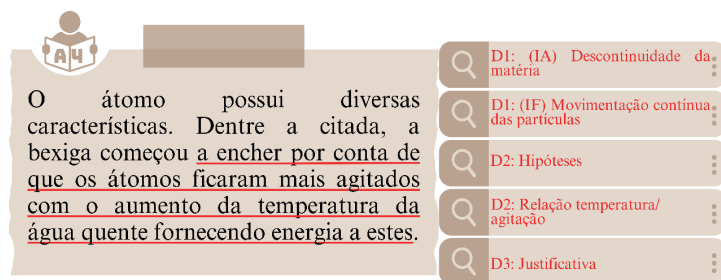 A4
O átomo possui diversas
características. Dentre a citada, a
bexiga começou a encher por conta de
que os átomos ficaram mais agitados
com o aumento da temperatura da
água quente fornecendo energia a estes.
D1: (IA) Descontinuidade da
matéria
D1: (IF) Movimentação contínua
das partículas
D2: Hipóteses
D2: Relação temperatura/
agitação
D3: Justificativa